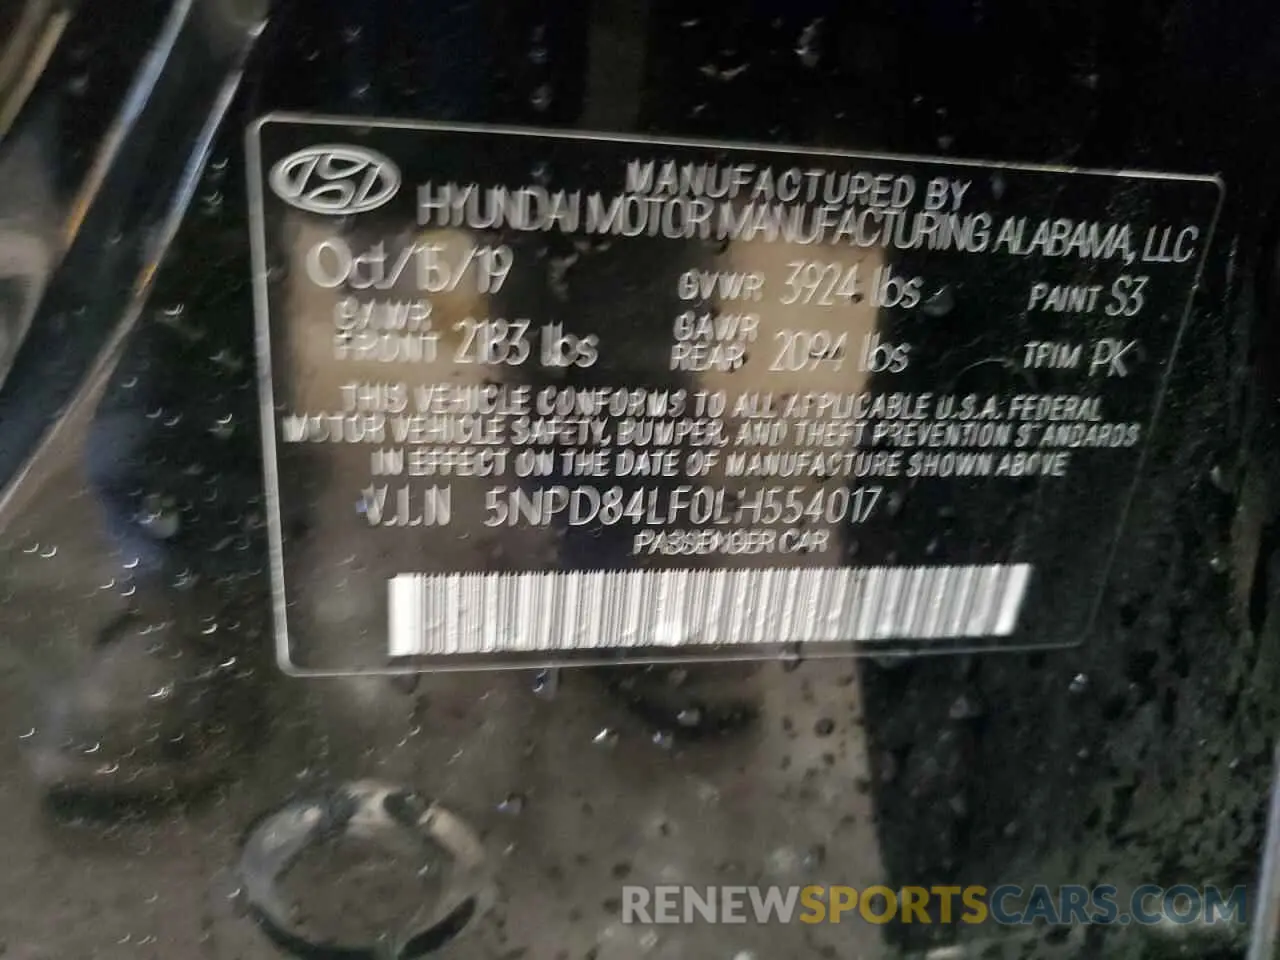 MANUFACTURED BY
HYUNDAI MOTOR MANUFACTURING ALABAMA, LLC
Oct/15/19 GVWR 3924 lbs PAINT S3
GAWR FRONT 2183 lbs GAWR REAR 2094 lbs TRIM PK
THIS VEHICLE CONFORMS TO ALL APPLICABLE U.S.A. FEDERAL
MOTOR VEHICLE SAFETY, BUMPER, AND THEFT PREVENTION STANDARDS
IN EFFECT ON THE DATE OF MANUFACTURE SHOWN ABOVE
V.I.N 5NPD84LF0LH554017
PASSENGER CAR
RENEWSPORTSCARS.COM